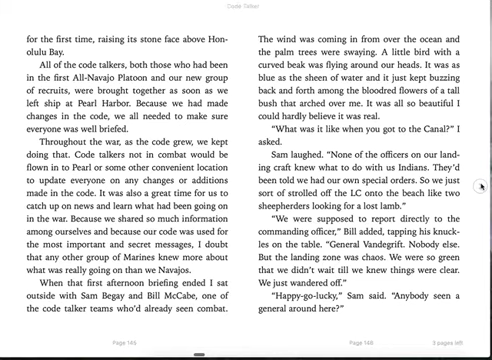 Code Talker
for the first time, raising its stone face above Hon-
olulu Bay.
All of the code talkers, both those who had been
in the first All-Navajo Platoon and our new group
of recruits, were brought together as soon as we
left ship at Pearl Harbor. Because we had made
changes in the code, we all needed to make sure
everyone was well briefed.
Throughout the war, as the code grew, we kept
doing that. Code talkers not in combat would be
flown in to Pearl or some other convenient location
to update everyone on any changes or additions
made in the code. It was also a great time for us to
catch up on news and learn what had been going on
in the war. Because we shared so much information
among ourselves and because our code was used for
the most important and secret messages, I doubt
that any other group of Marines knew more about
what was really going on than we Navajos.
When that first afternoon briefing ended I sat
outside with Sam Begay and Bill McCabe, one of
the code talker teams who'd already seen combat.
Page 145
The wind was coming in from over the ocean and
the palm trees were swaying. A little bird with a
curved beak was flying around our heads. It was as
blue as the sheen of water and it just kept buzzing
back and forth among the bloodred flowers of a tall
bush that arched over me. It was all so beautiful I
could hardly believe it was real.
"What was it like when you got to the Canal?" I
asked.
Sam laughed. "None of the officers on our land-
ing craft knew what to do with us Indians. They'd
been told we had our own special orders. So we just
sort of strolled off the LC onto the beach like two
sheepherders looking for a lost lamb."
"We were supposed to report directly to the
commanding officer," Bill added, tapping his knuck-
les on the table. "General Vandegrift. Nobody else.
But the landing zone was chaos. We were so green
that we didn't wait till we knew things were clear.
We just wandered off."
"Happy-go-lucky," Sam said. "Anybody seen a
general around here?"
Page 146
3 pages left